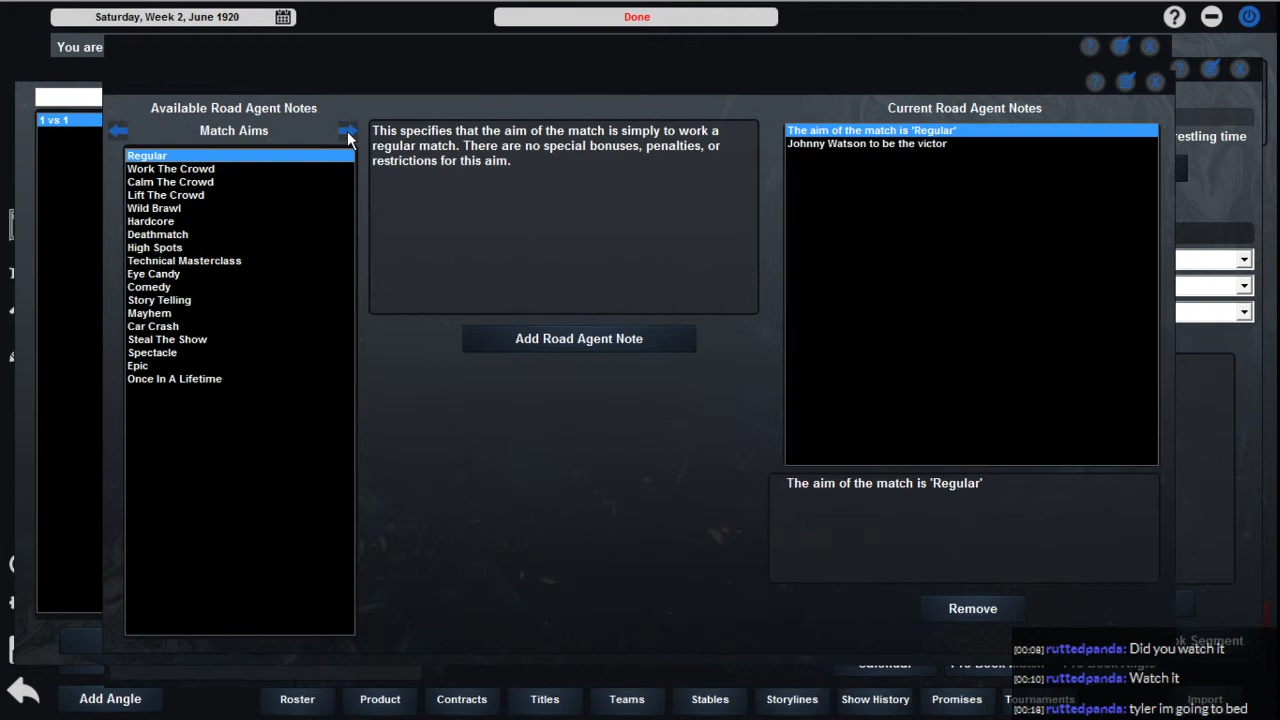 Saturday, Week 2, June 1920
Done
You are
Available Road Agent Notes
Current Road Agent Notes
Match Aims
1 vs 1
Regular
Work The Crowd
Calm The Crowd
Lift The Crowd
Wild Brawl
Hardcore
Deathmatch
High Spots
Technical Masterclass
Eye Candy
Comedy
Story Telling
Mayhem
Car Crash
Steal The Show
Spectacle
Epic
Once In A Lifetime
This specifies that the aim of the match is simply to work a
regular match. There are no special bonuses, penalties, or
restrictions for this aim.
Add Road Agent Note
The aim of the match is 'Regular'
Johnny Watson to be the victor
restling time
The aim of the match is 'Regular'
Remove
k Segment
[00:08] ruttedpanda: Did you watch it
[00:10] ruttedpanda: Watch it
[00:18] ruttedpanda: tyler im going to bed
Add Angle
Roster
Product
Contracts
Titles
Teams
Stables
Storylines
Show History
Promises
Tournaments
Import